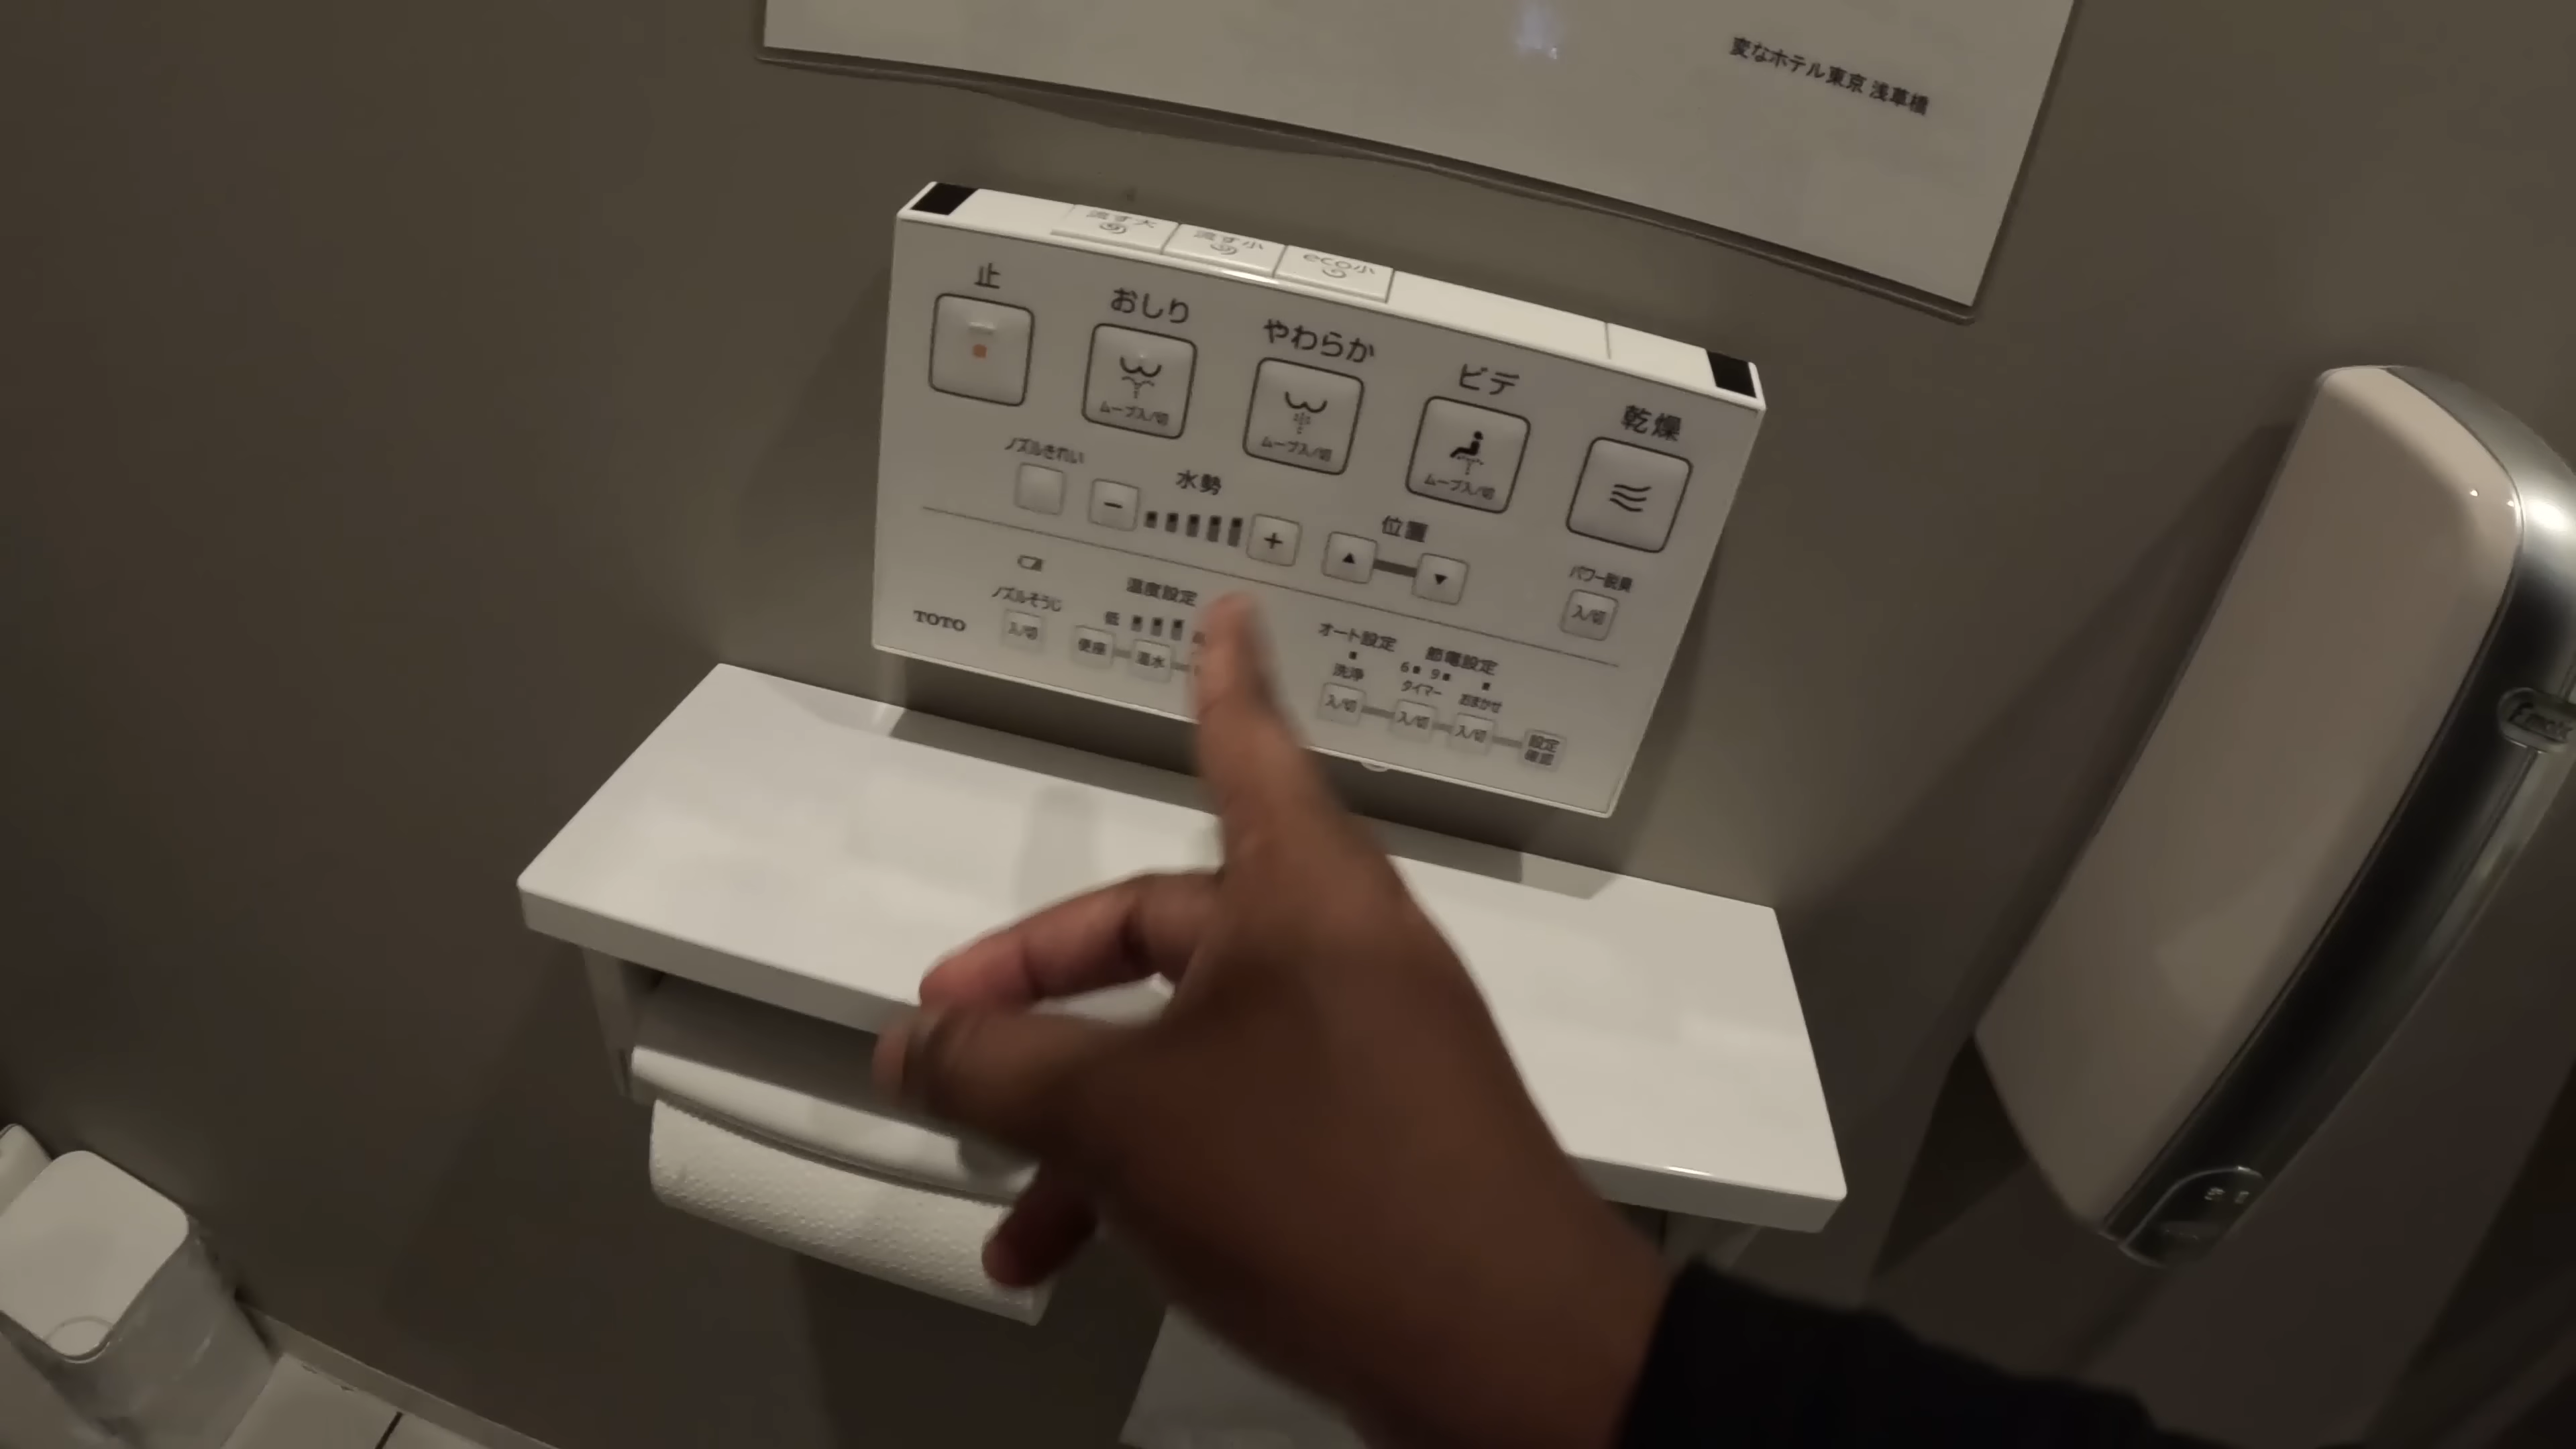 変なホテル東京 浅草橋
流す大
流す小
eco小
止
おしり
ムーブ入/切
やわらか
ムーブ入/切
ビデ
ムーブ入/切
乾燥
ノズルきれい
水勢
－
+
位置
▲
▼
パワー脱臭
入/切
TOTO
ノズルそうじ
入/切
温度設定
低
便座
温水
オート設定
洗浄
入/切
節電設定
6 9
タイマー
入/切
おまかせ
入/切
設定
確認